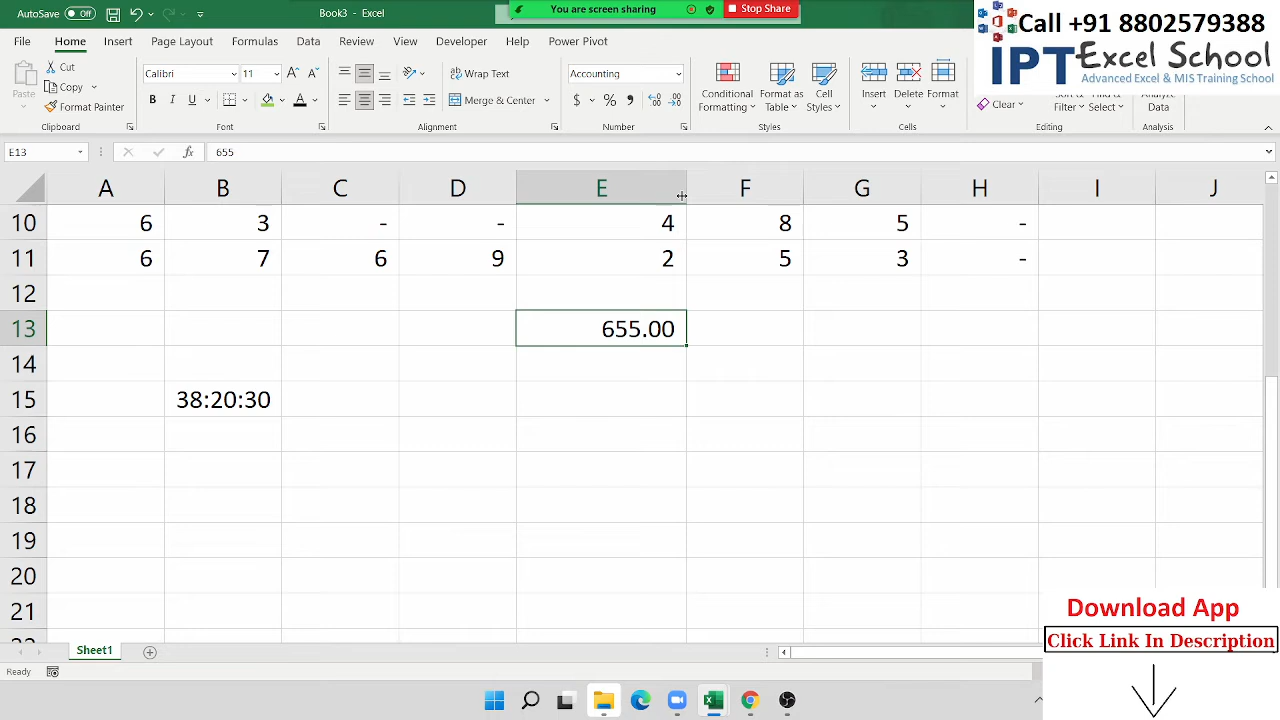 AutoSave Off Book3 - Excel You are screen sharing Stop Share
Call +91 8802579388
IPT Excel School
Advanced Excel & MIS Training School
File Home Insert Page Layout Formulas Data Review View Developer Help Power Pivot
Paste Cut Copy Format Painter
Calibri 11
B I U
Wrap Text
Merge & Center
Accounting
$ %
Conditional Formatting
Format as Table
Cell Styles
Insert Delete Format
Clear
Filter Select
Data
Clipboard Font Alignment Number Styles Cells Editing Analysis
E13 fx 655
A B C D E F G H I J
10 6 3 - - 4 8 5 -
11 6 7 6 9 2 5 3 -
12
13 655.00
14
15 38:20:30
16
17
18
19
20
21
Download App
Click Link In Description
Sheet1
Ready